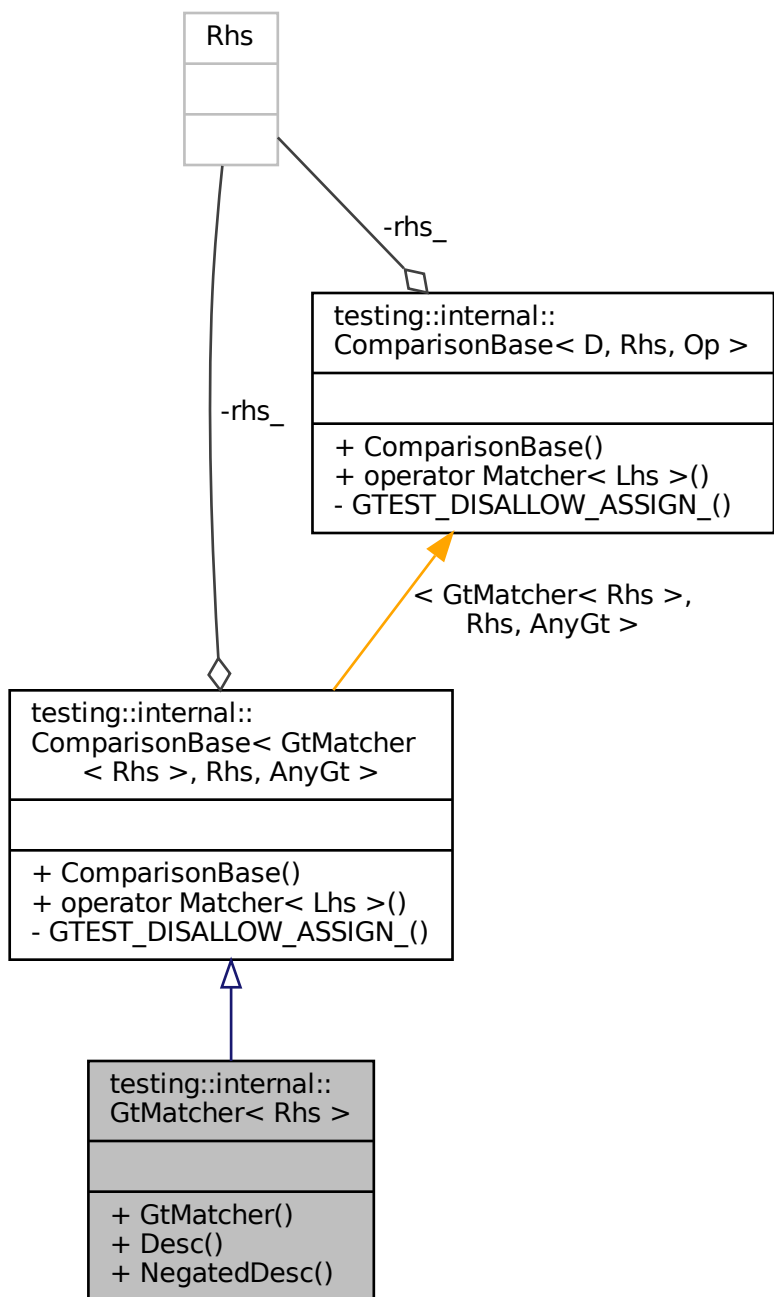 Rhs
-rhs_
testing::internal::
ComparisonBase< D, Rhs, Op >
+ ComparisonBase()
+ operator Matcher< Lhs >()
- GTEST_DISALLOW_ASSIGN_()
-rhs_
< GtMatcher< Rhs >,
Rhs, AnyGt >
testing::internal::
ComparisonBase< GtMatcher
< Rhs >, Rhs, AnyGt >
+ ComparisonBase()
+ operator Matcher< Lhs >()
- GTEST_DISALLOW_ASSIGN_()
testing::internal::
GtMatcher< Rhs >
+ GtMatcher()
+ Desc()
+ NegatedDesc()